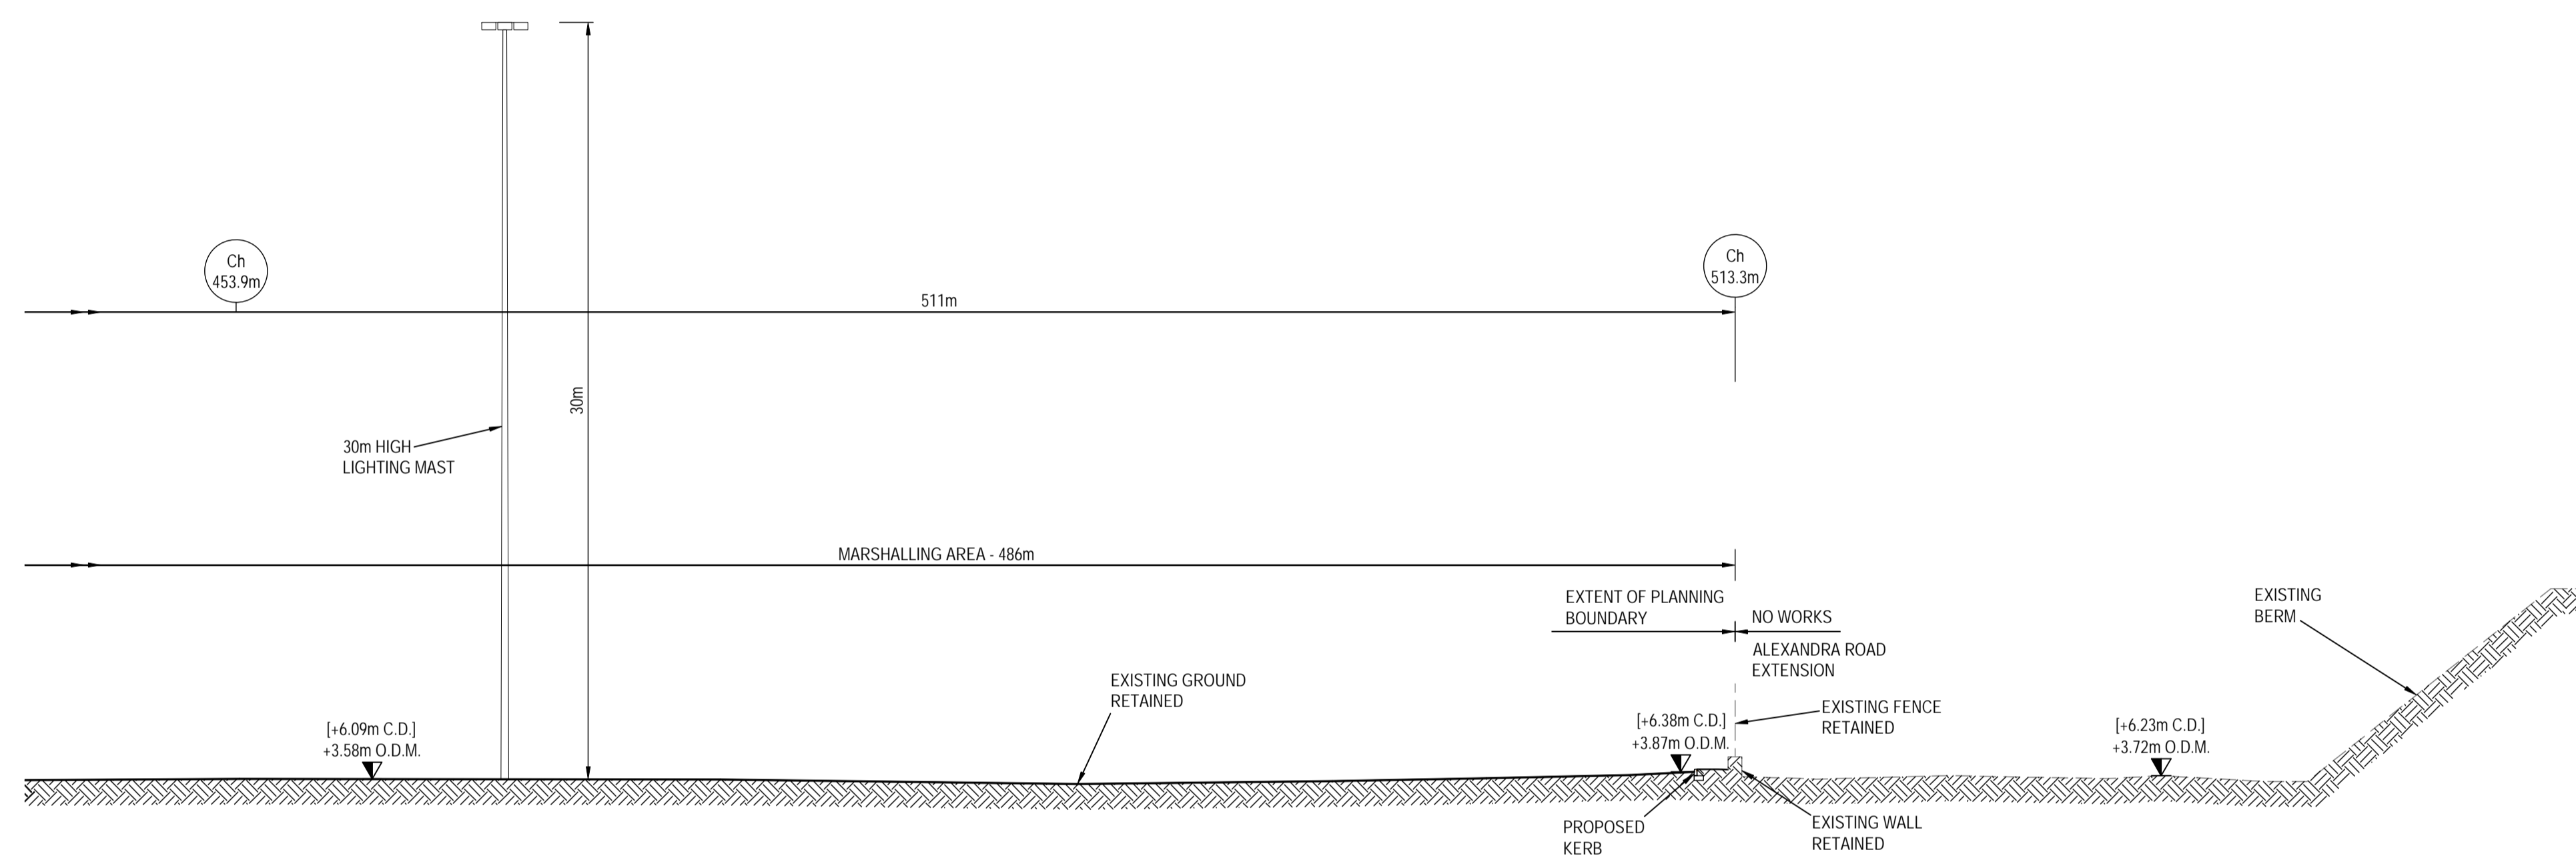 Ch
453.9m
Ch
513.3m
511m
30m
30m HIGH
LIGHTING MAST
MARSHALLING AREA - 486m
EXTENT OF PLANNING
BOUNDARY
NO WORKS
ALEXANDRA ROAD
EXTENSION
EXISTING
BERM
EXISTING GROUND
RETAINED
EXISTING FENCE
RETAINED
[+6.09m C.D.]
+3.58m O.D.M.
[+6.38m C.D.]
+3.87m O.D.M.
[+6.23m C.D.]
+3.72m O.D.M.
PROPOSED
KERB
EXISTING WALL
RETAINED